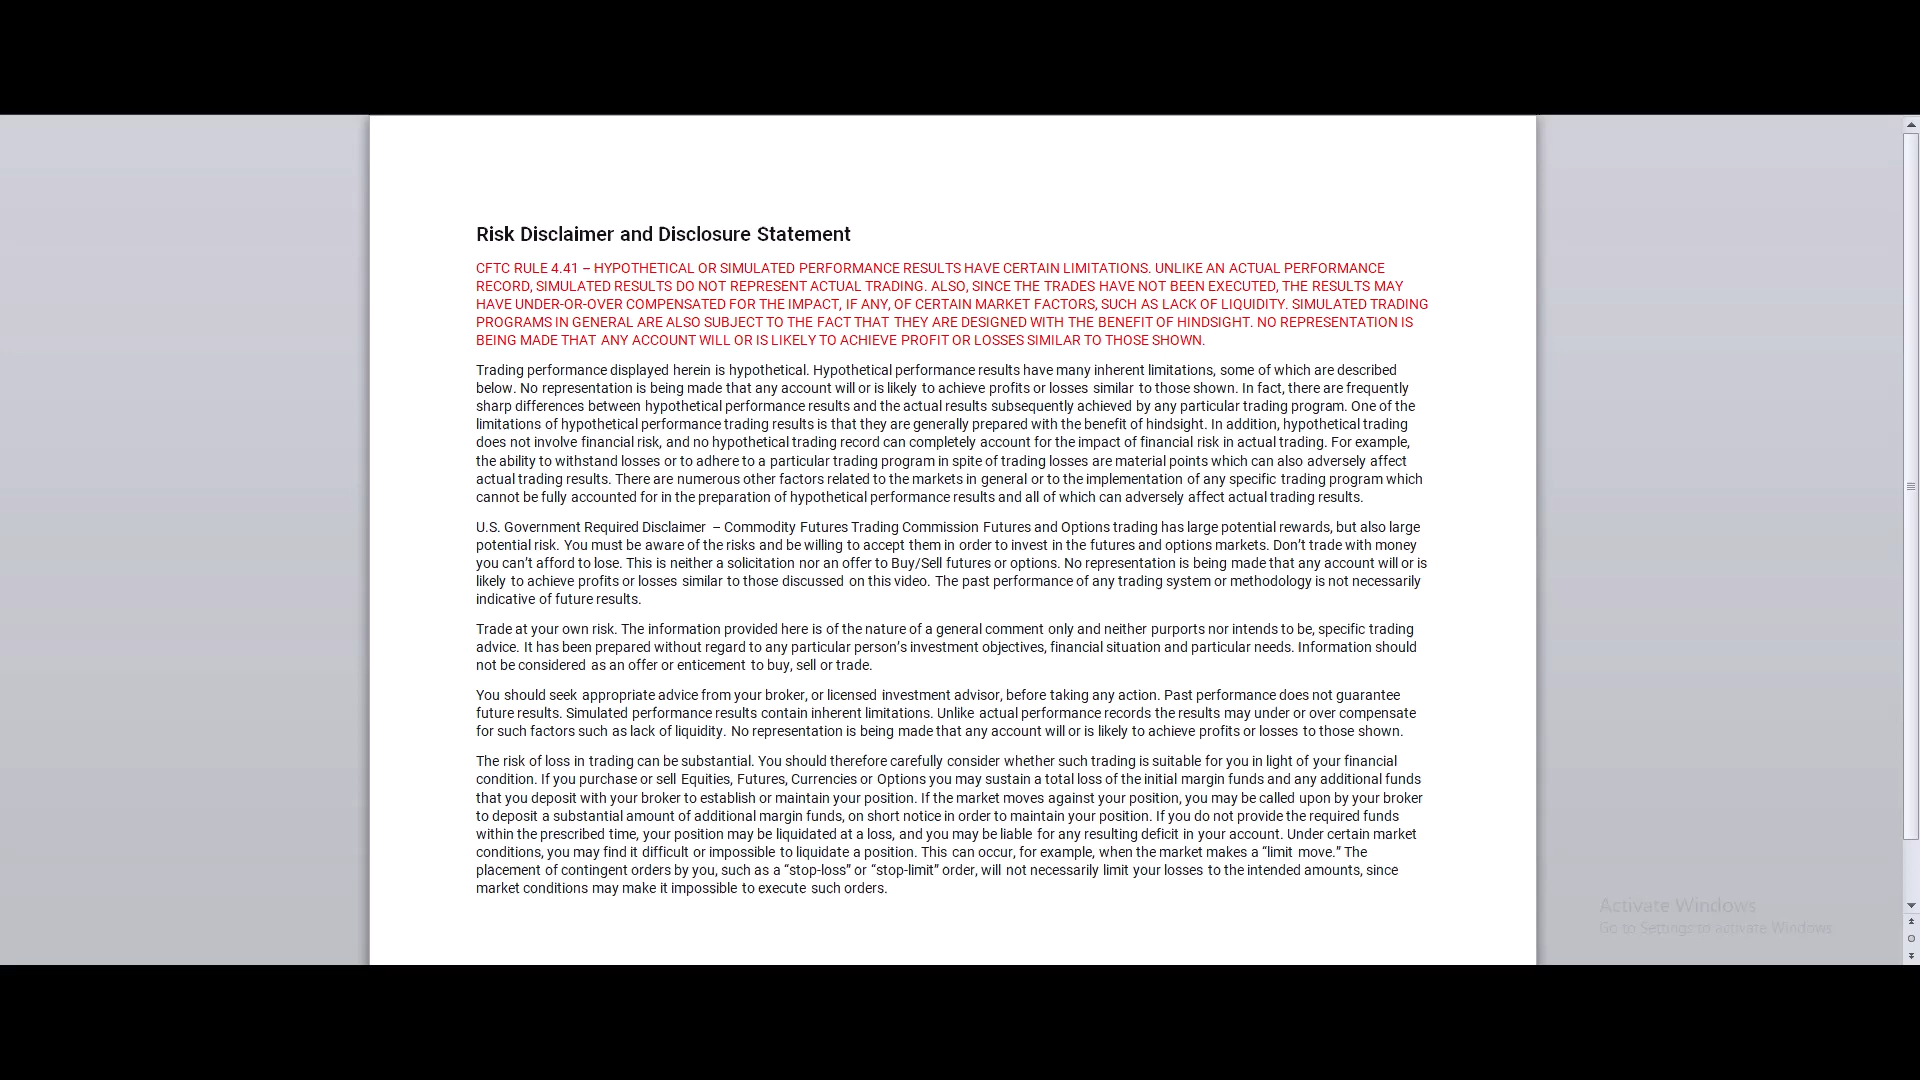 Risk Disclaimer and Disclosure Statement
CFTC RULE 4.41 – HYPOTHETICAL OR SIMULATED PERFORMANCE RESULTS HAVE CERTAIN LIMITATIONS. UNLIKE AN ACTUAL PERFORMANCE
RECORD, SIMULATED RESULTS DO NOT REPRESENT ACTUAL TRADING. ALSO, SINCE THE TRADES HAVE NOT BEEN EXECUTED, THE RESULTS MAY
HAVE UNDER-OR-OVER COMPENSATED FOR THE IMPACT, IF ANY, OF CERTAIN MARKET FACTORS, SUCH AS LACK OF LIQUIDITY. SIMULATED TRADING
PROGRAMS IN GENERAL ARE ALSO SUBJECT TO THE FACT THAT THEY ARE DESIGNED WITH THE BENEFIT OF HINDSIGHT. NO REPRESENTATION IS
BEING MADE THAT ANY ACCOUNT WILL OR IS LIKELY TO ACHIEVE PROFIT OR LOSSES SIMILAR TO THOSE SHOWN.
Trading performance displayed herein is hypothetical. Hypothetical performance results have many inherent limitations, some of which are described
below. No representation is being made that any account will or is likely to achieve profits or losses similar to those shown. In fact, there are frequently
sharp differences between hypothetical performance results and the actual results subsequently achieved by any particular trading program. One of the
limitations of hypothetical performance trading results is that they are generally prepared with the benefit of hindsight. In addition, hypothetical trading
does not involve financial risk, and no hypothetical trading record can completely account for the impact of financial risk in actual trading. For example,
the ability to withstand losses or to adhere to a particular trading program in spite of trading losses are material points which can also adversely affect
actual trading results. There are numerous other factors related to the markets in general or to the implementation of any specific trading program which
cannot be fully accounted for in the preparation of hypothetical performance results and all of which can adversely affect actual trading results.
U.S. Government Required Disclaimer – Commodity Futures Trading Commission Futures and Options trading has large potential rewards, but also large
potential risk. You must be aware of the risks and be willing to accept them in order to invest in the futures and options markets. Don’t trade with money
you can’t afford to lose. This is neither a solicitation nor an offer to Buy/Sell futures or options. No representation is being made that any account will or is
likely to achieve profits or losses similar to those discussed on this video. The past performance of any trading system or methodology is not necessarily
indicative of future results.
Trade at your own risk. The information provided here is of the nature of a general comment only and neither purports nor intends to be, specific trading
advice. It has been prepared without regard to any particular person’s investment objectives, financial situation and particular needs. Information should
not be considered as an offer or enticement to buy, sell or trade.
You should seek appropriate advice from your broker, or licensed investment advisor, before taking any action. Past performance does not guarantee
future results. Simulated performance results contain inherent limitations. Unlike actual performance records the results may under or over compensate
for such factors such as lack of liquidity. No representation is being made that any account will or is likely to achieve profits or losses to those shown.
The risk of loss in trading can be substantial. You should therefore carefully consider whether such trading is suitable for you in light of your financial
condition. If you purchase or sell Equities, Futures, Currencies or Options you may sustain a total loss of the initial margin funds and any additional funds
that you deposit with your broker to establish or maintain your position. If the market moves against your position, you may be called upon by your broker
to deposit a substantial amount of additional margin funds, on short notice in order to maintain your position. If you do not provide the required funds
within the prescribed time, your position may be liquidated at a loss, and you may be liable for any resulting deficit in your account. Under certain market
conditions, you may find it difficult or impossible to liquidate a position. This can occur, for example, when the market makes a “limit move.” The
placement of contingent orders by you, such as a “stop-loss” or “stop-limit” order, will not necessarily limit your losses to the intended amounts, since
market conditions may make it impossible to execute such orders.
Activate Windows
Go to Settings to activate Windows.